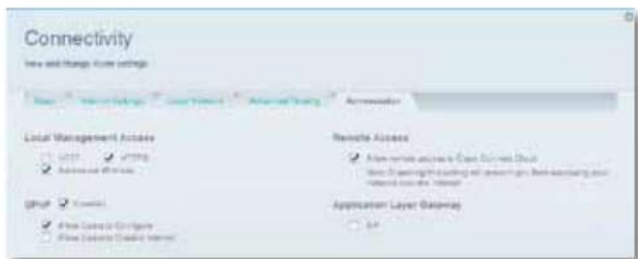 Connectivity
View and change router settings
Basic Internet Settings Local Network Advanced Routing Administration
Local Management Access
HTTP HTTPS
Access via Wireless
UPnP Enabled
Allow Users to Configure
Allow Users to Disable Internet
Remote Access
Allow remote access to Cisco Connect Cloud
Application Layer Gateway
SIP